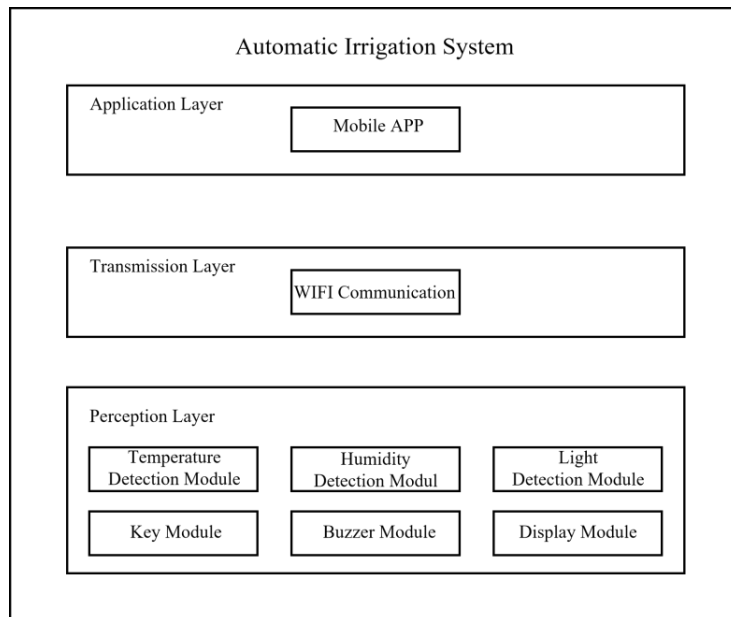 Automatic Irrigation System
Application Layer
Mobile APP
Transmission Layer
WIFI Communication
Perception Layer
Temperature
Detection Module
Humidity
Detection Modul
Light
Detection Module
Key Module
Buzzer Module
Display Module